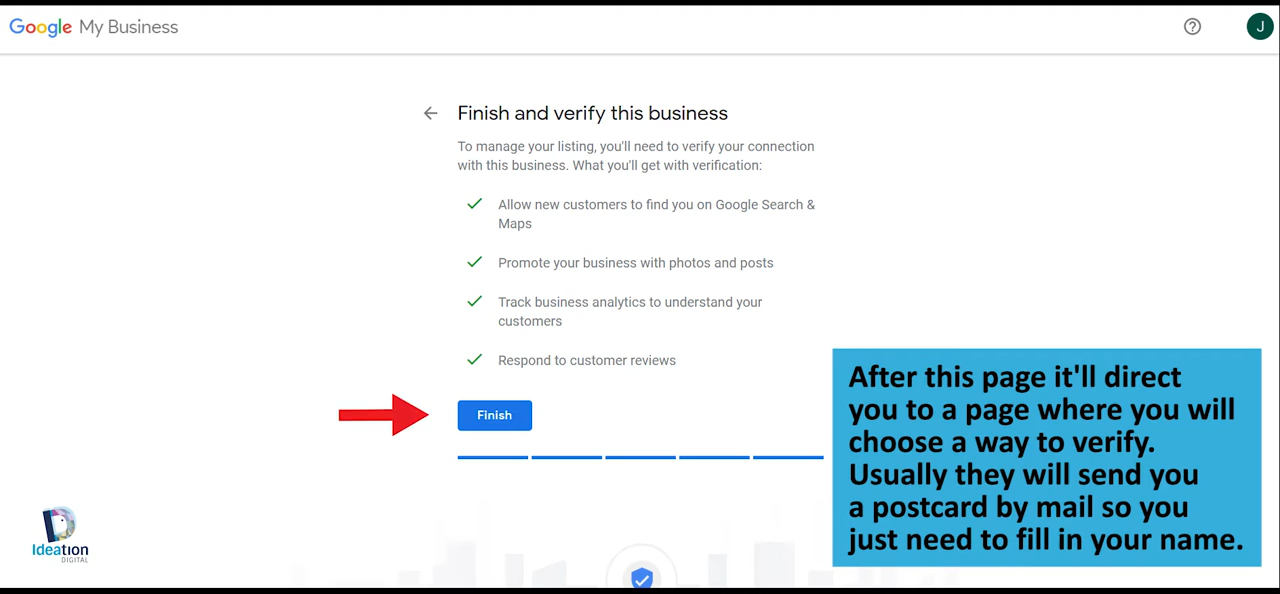 Google My Business
J
Finish and verify this business
To manage your listing, you'll need to verify your connection
with this business. What you'll get with verification:
Allow new customers to find you on Google Search &
Maps
Promote your business with photos and posts
Track business analytics to understand your
customers
Respond to customer reviews
Finish
After this page it'll direct
you to a page where you will
choose a way to verify.
Usually they will send you
a postcard by mail so you
just need to fill in your name.
Ideation
DIGITAL